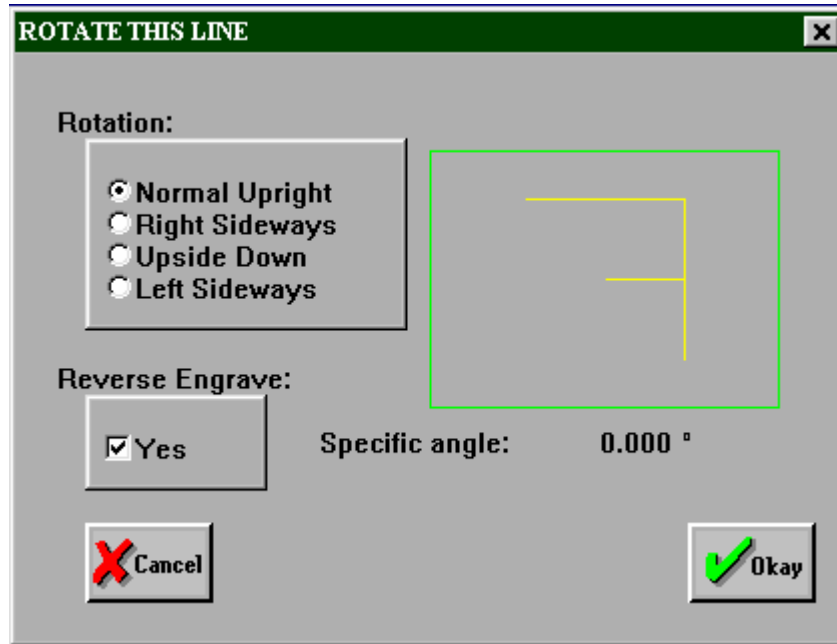 ROTATE THIS LINE
Rotation:
Normal Upright
Right Sideways
Upside Down
Left Sideways
Reverse Engrave:
Yes
Specific angle: 0.000 °
Cancel
Okay